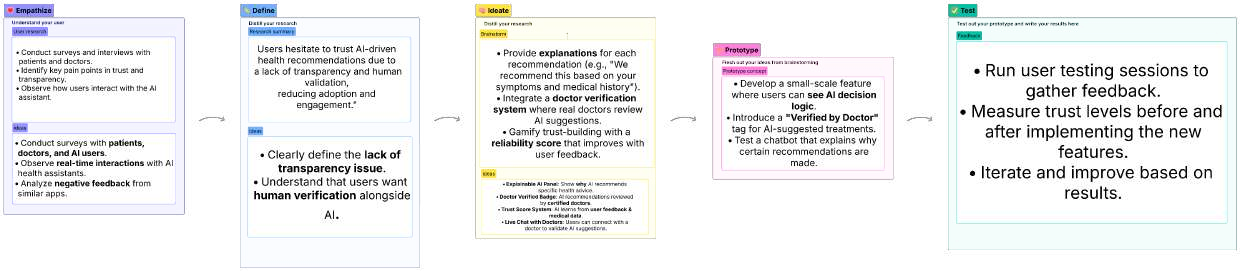 Empathize
Understand your user
User research
• Conduct surveys and interviews with
patients and doctors.
• Identify key pain points in trust and
transparency.
• Observe how users interact with the AI
assistant.
Ideas
• Conduct surveys with patients,
doctors, and AI users.
• Observe real-time interactions with AI
health assistants.
• Analyze negative feedback from
similar apps.
Define
Distill your research
Research summary
Users hesitate to trust AI-driven
health recommendations due to
a lack of transparency and human
validation,
reducing adoption and
engagement."
Ideas
• Clearly define the lack of
transparency issue.
• Understand that users want
human verification alongside
AI.
Ideate
Distill your research
Brainstorm
:
• Provide explanations for each
recommendation (e.g., "We
recommend this based on your
symptoms and medical history").
• Integrate a doctor verification
system where real doctors review
AI suggestions.
• Gamify trust-building with a
reliability score that improves with
user feedback.
Ideas
• Explainable AI Panel: Show why AI recommends
specific health advice.
• Doctor Verified Badge: AI recommendations reviewed
by certified doctors.
• Trust Score System: AI learns from user feedback &
medical data.
• Live Chat with Doctors: Users can connect with a
doctor to validate AI suggestions.
Prototype
Flesh out your ideas from brainstorming
Prototype concept
• Develop a small-scale feature
where users can see AI decision
logic.
• Introduce a "Verified by Doctor"
tag for AI-suggested treatments.
• Test a chatbot that explains why
certain recommendations are
made.
Test
Test out your prototype and write your results here
Feedback
• Run user testing sessions to
gather feedback.
• Measure trust levels before and
after implementing the new
features.
• Iterate and improve based on
results.